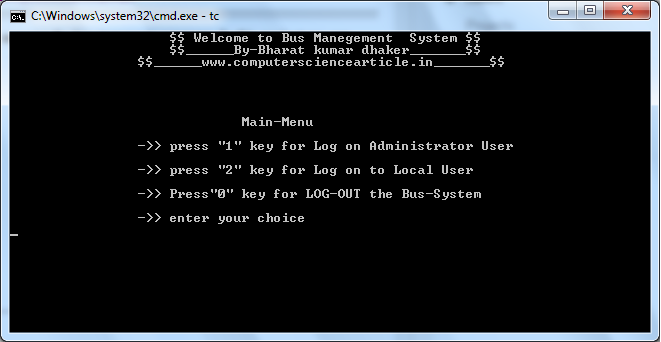 C:\Windows\system32\cmd.exe - tc
$$ Welcome to Bus Manegement  System $$
$$______By-Bharat kumar dhaker_______$$
$$______www.computersciencearticle.in_______$$
Main-Menu
->> press "1" key for Log on Administrator User
->> press "2" key for Log on to Local User
->> Press"0" key for LOG-OUT the Bus-System
->> enter your choice